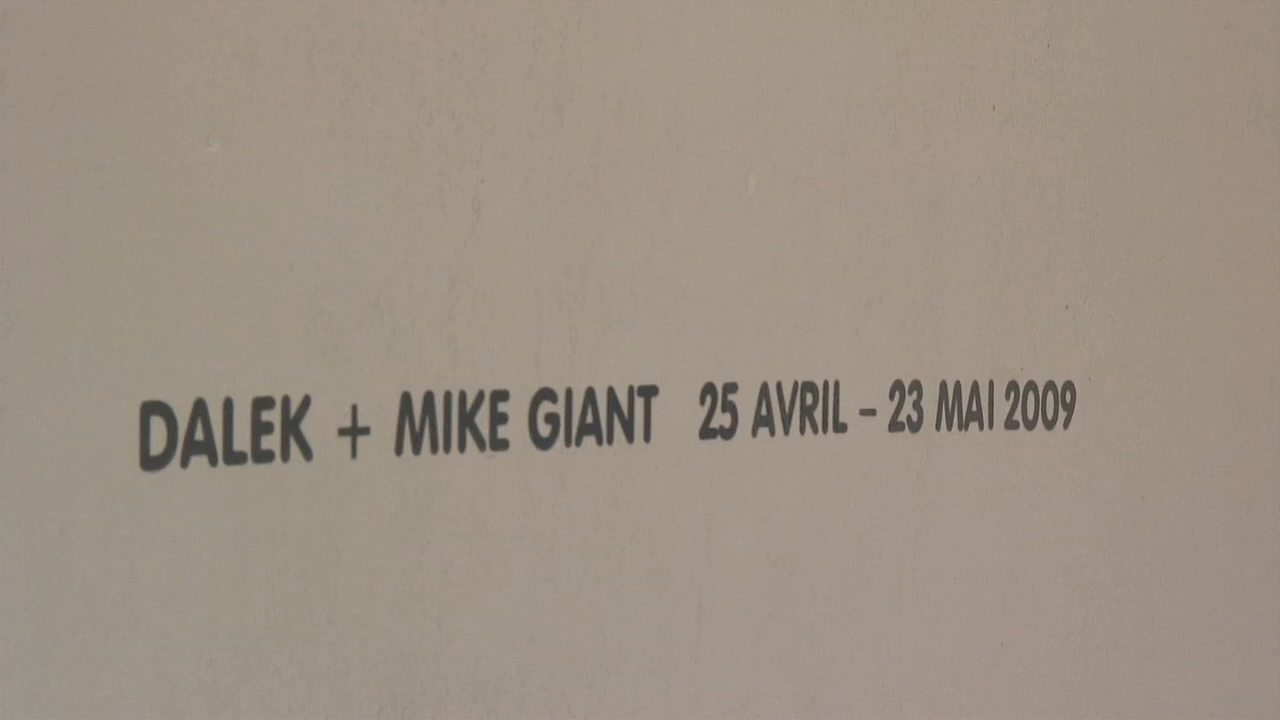 DALEK + MIKE GIANT 25 AVRIL – 23 MAI 2009